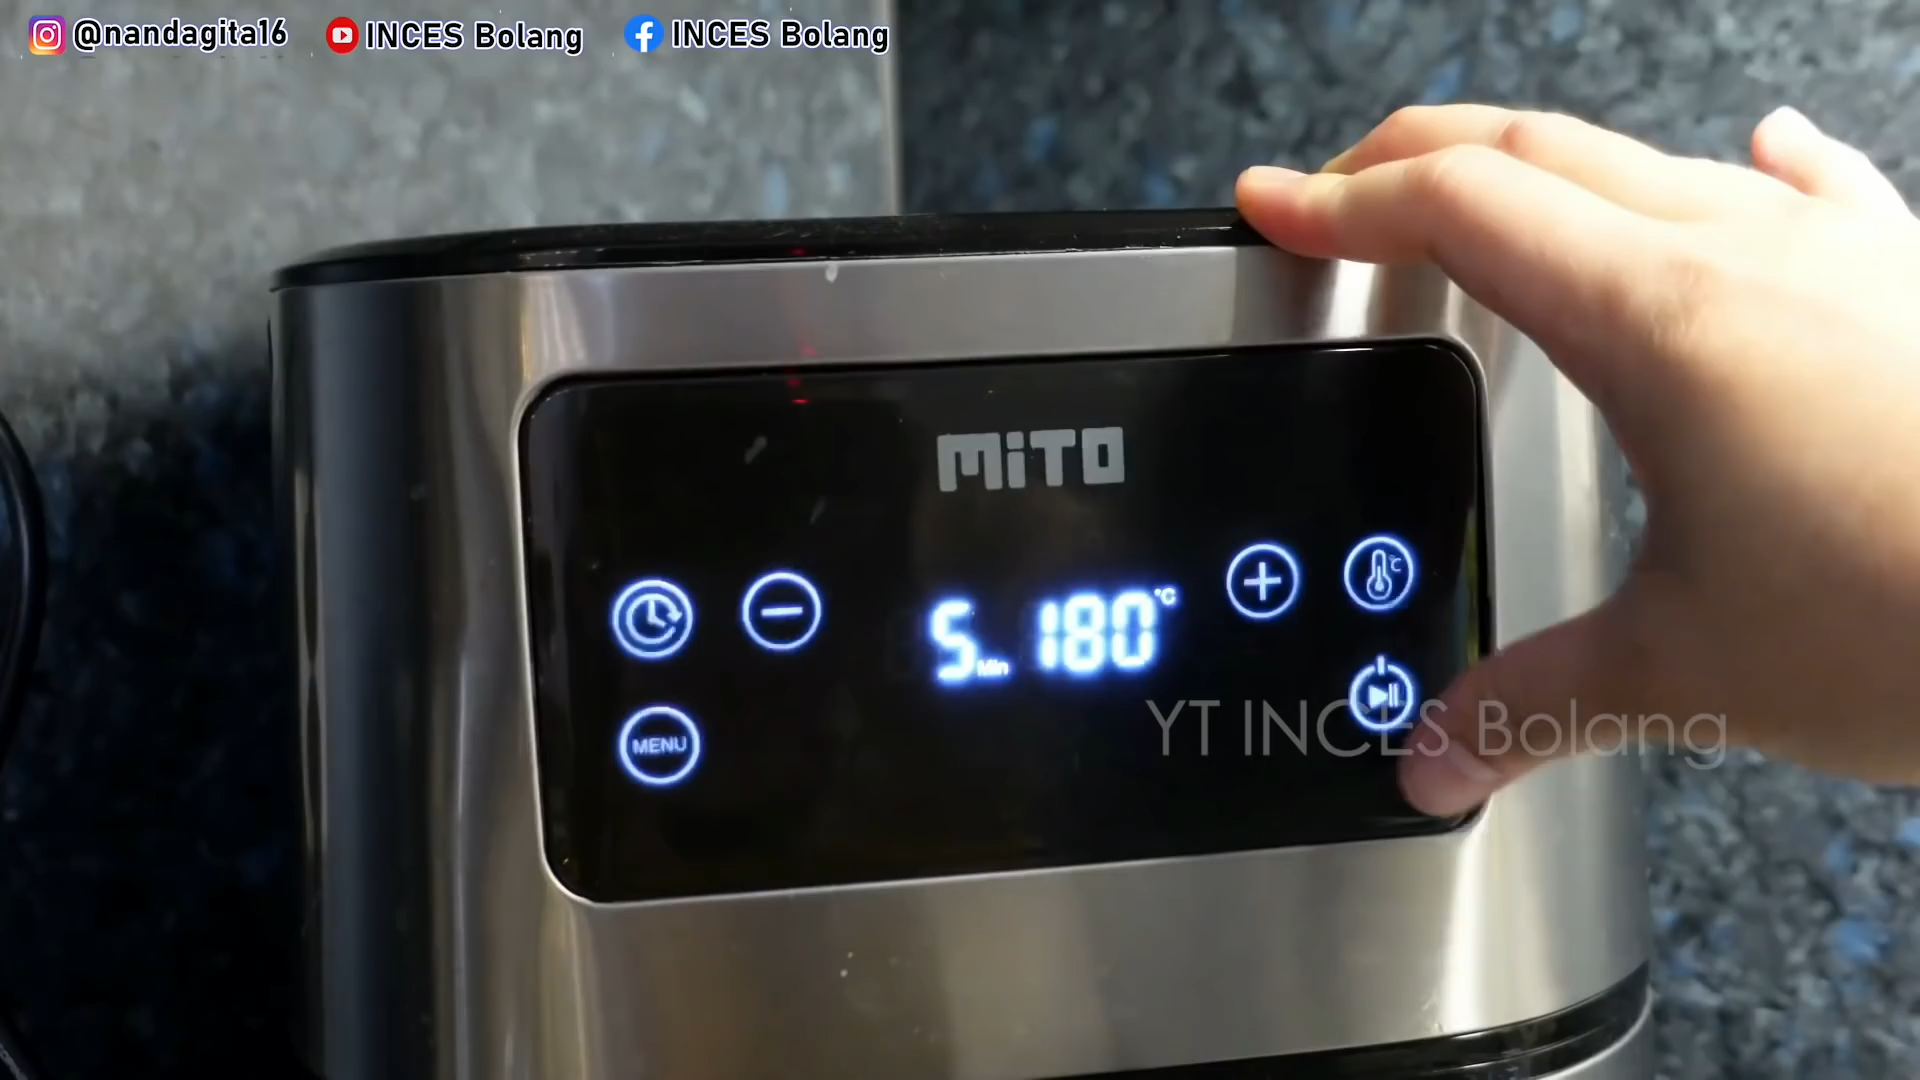 @nandagita16 INCES Bolang INCES Bolang
MiTO
°C
5 Min 180 °C
MENU
YT INCES Bolang